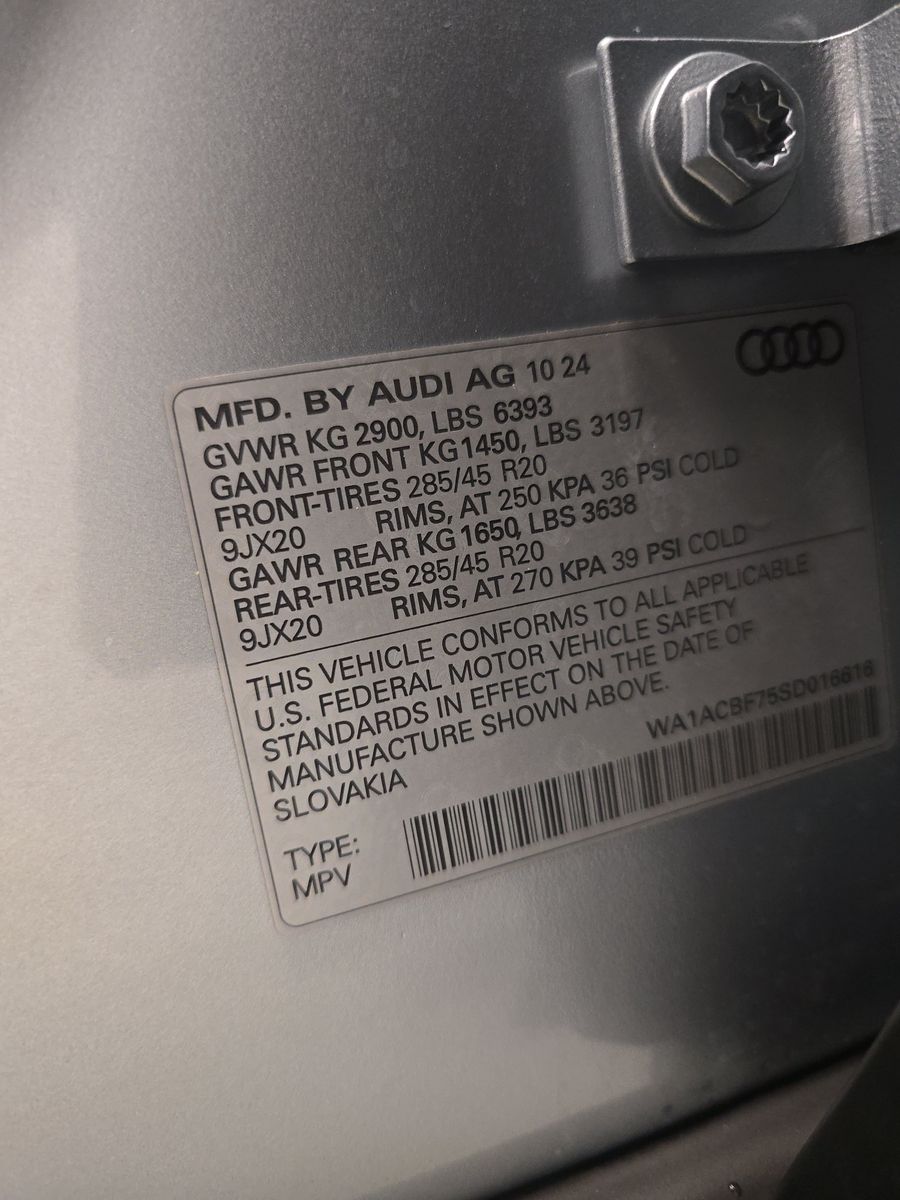 MFD. BY AUDI AG 10 24
GVWR KG 2900, LBS 6393
GAWR FRONT KG1450, LBS 3197
FRONT-TIRES 285/45 R20
9JX20 RIMS, AT 250 KPA 36 PSI COLD
GAWR REAR KG 1650, LBS 3638
REAR-TIRES 285/45 R20
9JX20 RIMS, AT 270 KPA 39 PSI COLD
THIS VEHICLE CONFORMS TO ALL APPLICABLE
U.S. FEDERAL MOTOR VEHICLE SAFETY
STANDARDS IN EFFECT ON THE DATE OF
MANUFACTURE SHOWN ABOVE.
SLOVAKIA WA1ACBF75SD016616
TYPE:
MPV